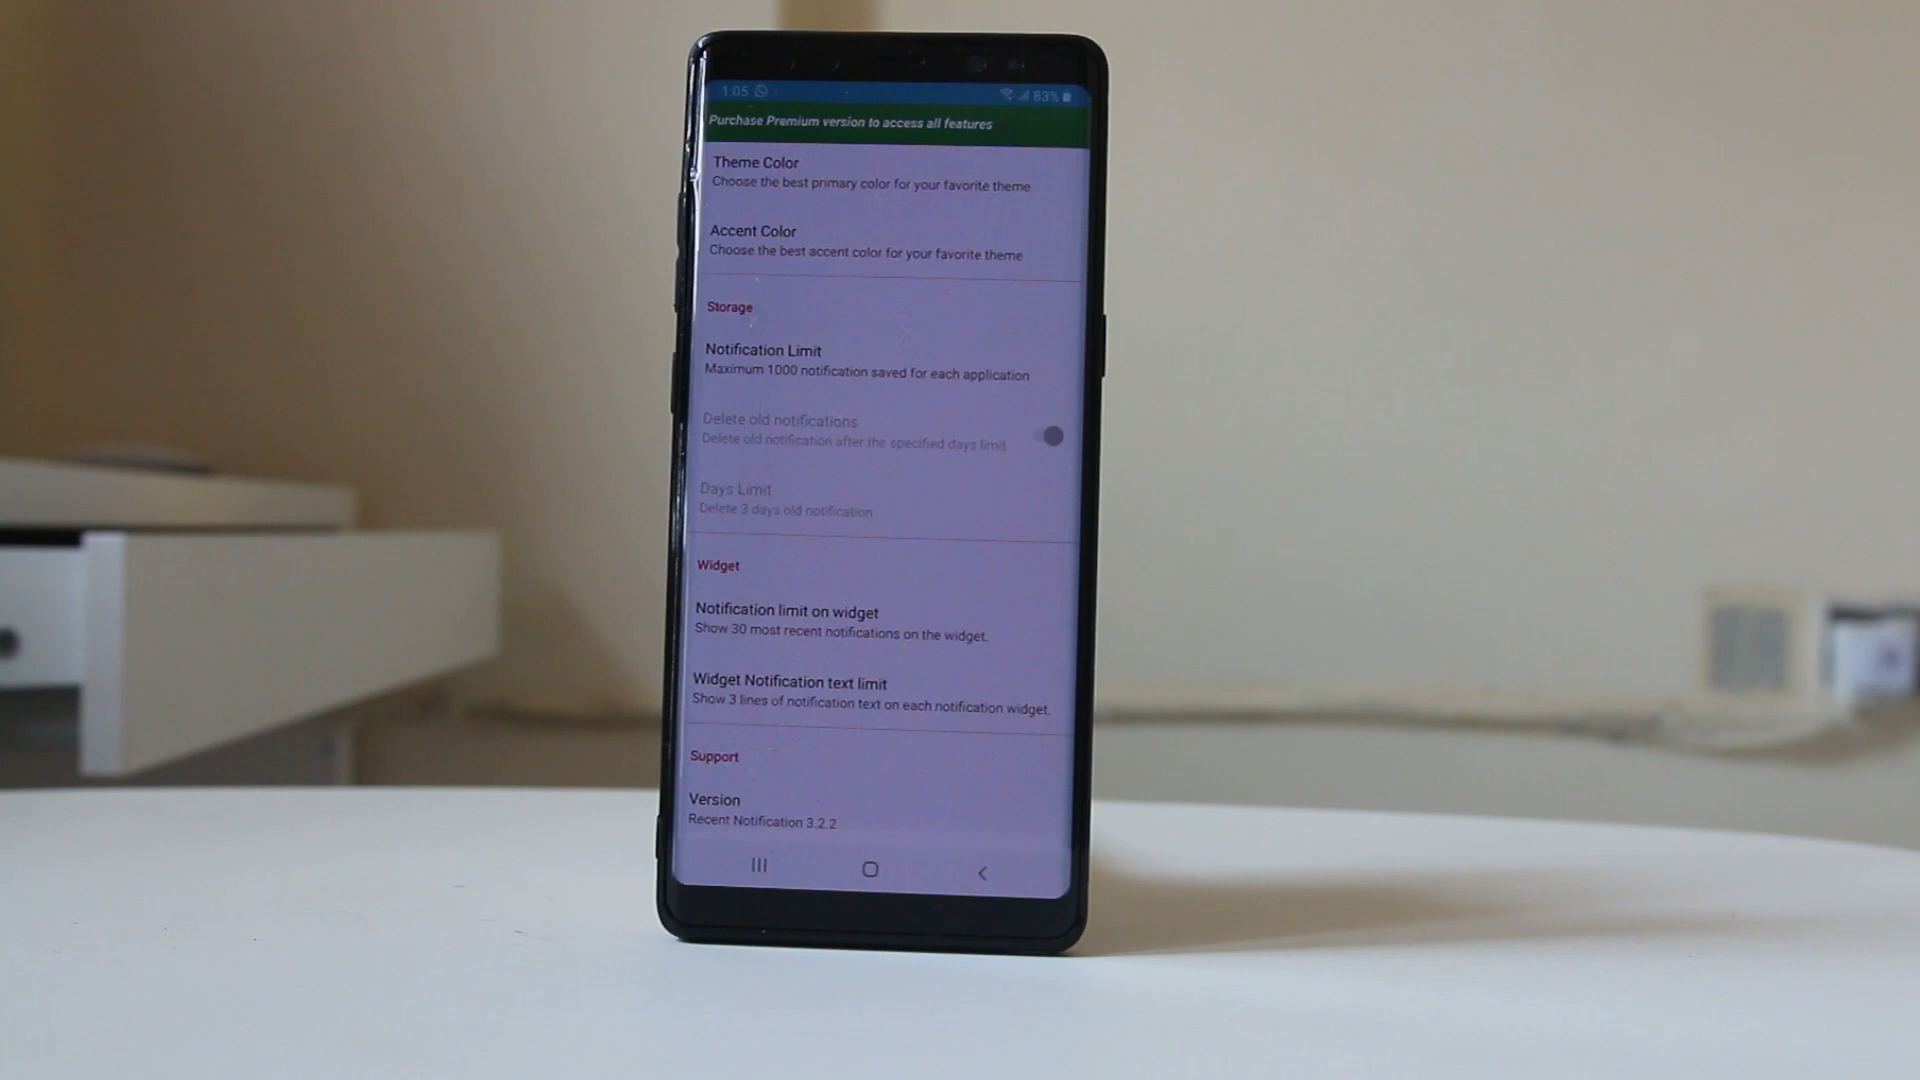 1:05 83%
Purchase Premium version to access all features
Theme Color
Choose the best primary color for your favorite theme
Accent Color
Choose the best accent color for your favorite theme
Storage
Notification Limit
Maximum 1000 notification saved for each application
Delete old notifications
Delete old notification after the specified days limit
Days Limit
Delete 3 days old notification
Widget
Notification limit on widget
Show 30 most recent notifications on the widget.
Widget Notification text limit
Show 3 lines of notification text on each notification widget.
Support
Version
Recent Notification 3.2.2